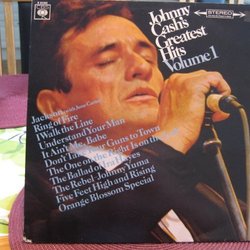 Johnny
Cash's
Greatest
Hits
Volume 1
STEREO
CBS
Jackson
Ring of Fire
I Walk the Line
Understand Your Man
It Ain't Me, Babe
Don't Take Your Guns to Town
The One on the Right Is on the
The Ballad of Ira Hayes
The Rebel-Johnny Yuma
Five Feet High and Rising
Orange Blossom Special